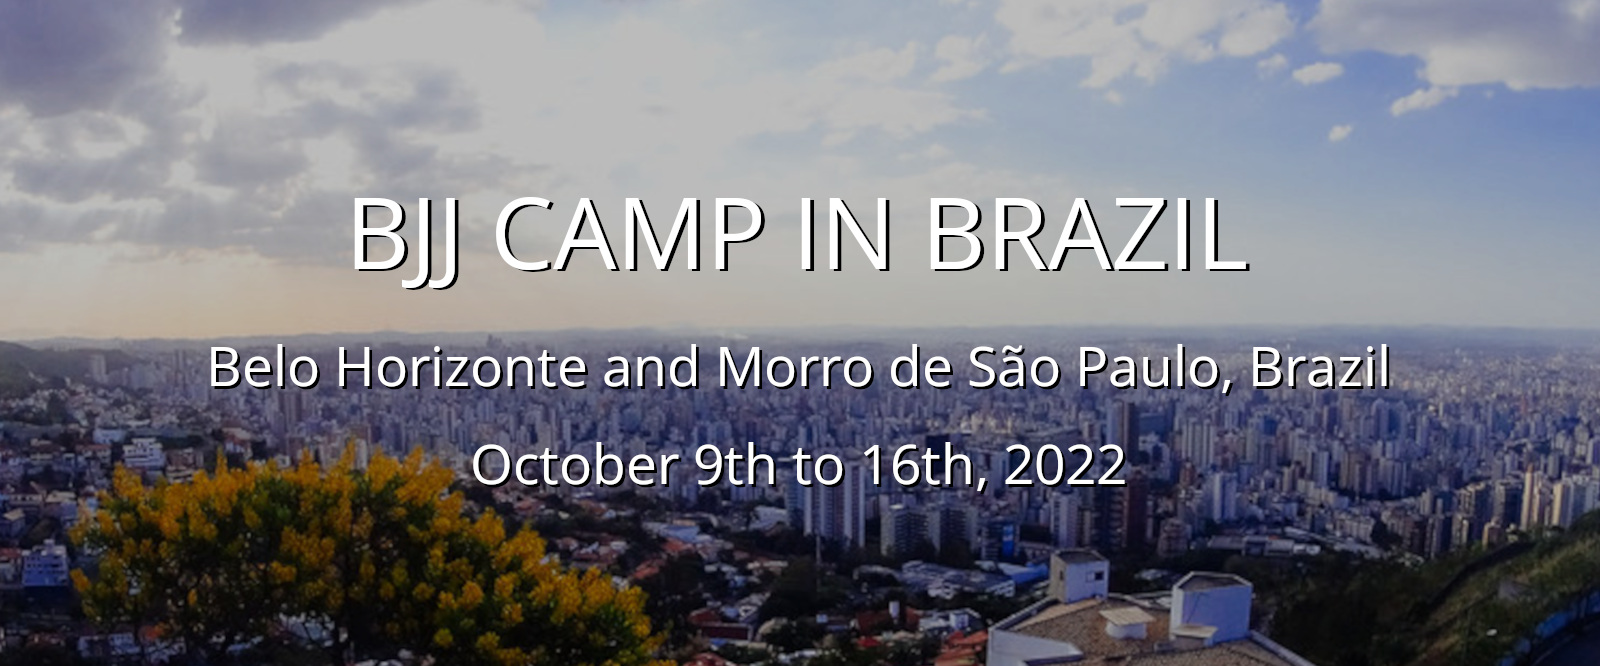 BJJ CAMP IN BRAZIL
Belo Horizonte and Morro de São Paulo, Brazil
October 9th to 16th, 2022